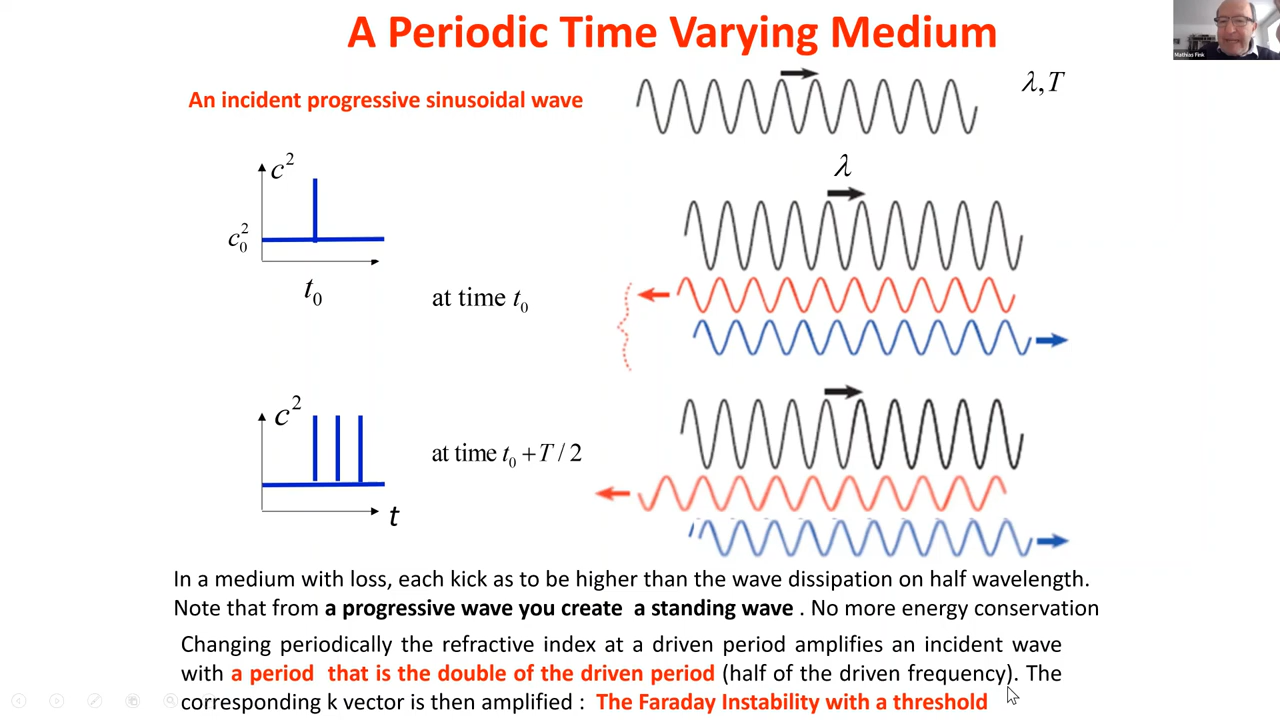 A Periodic Time Varying Medium
Mathias Fink
An incident progressive sinusoidal wave
λ,T
c²
c₀²
t₀
λ
at time t₀
c²
t
at time t₀ + T / 2
In a medium with loss, each kick as to be higher than the wave dissipation on half wavelength.
Note that from a progressive wave you create a standing wave . No more energy conservation
Changing periodically the refractive index at a driven period amplifies an incident wave
with a period that is the double of the driven period (half of the driven frequency). The
corresponding k vector is then amplified : The Faraday Instability with a threshold